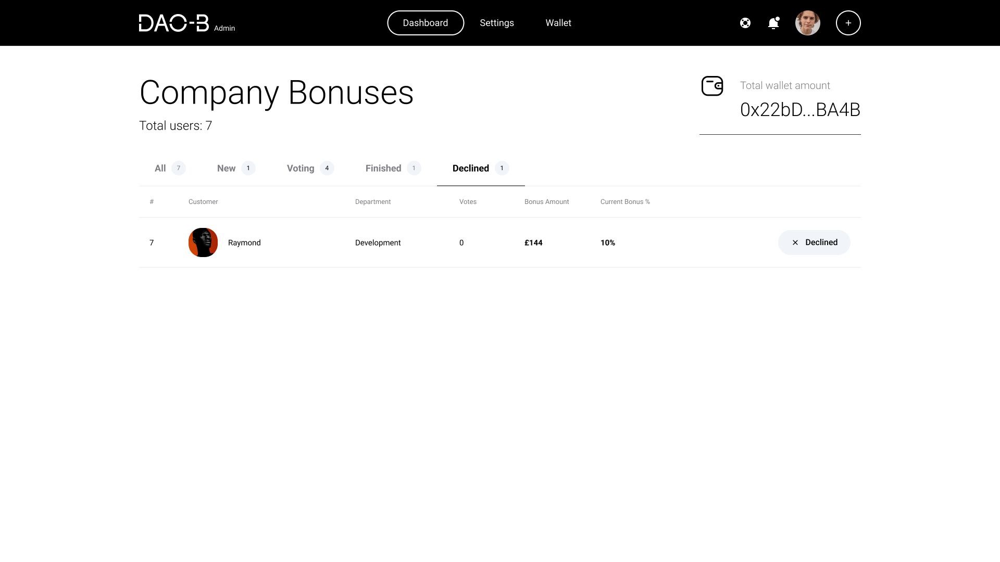 DAO-B Admin
Dashboard Settings Wallet
Company Bonuses
Total users: 7
Total wallet amount
0x22bD...BA4B
All 7 New 1 Voting 4 Finished 1 Declined 1
# Customer Department Votes Bonus Amount Current Bonus %
7 Raymond Development 0 £144 10% Declined